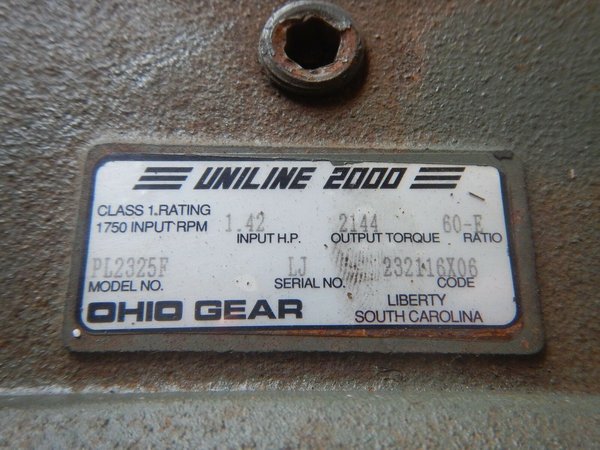 UNILINE 2000
CLASS 1.RATING
1750 INPUT RPM 1.42 INPUT H.P. 2144 OUTPUT TORQUE 60-E RATIO
PL2325F LJ 232116X06
MODEL NO. SERIAL NO. CODE
OHIO GEAR LIBERTY
SOUTH CAROLINA